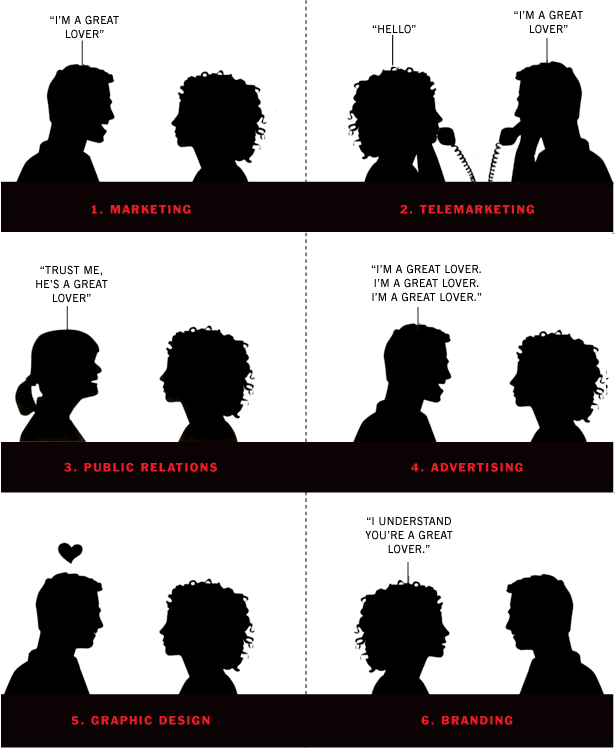 “I’M A GREAT
LOVER”
1. MARKETING
“HELLO”
“I’M A GREAT
LOVER”
2. TELEMARKETING
“TRUST ME,
HE’S A GREAT
LOVER”
3. PUBLIC RELATIONS
“I’M A GREAT LOVER.
I’M A GREAT LOVER.
I’M A GREAT LOVER.”
4. ADVERTISING
5. GRAPHIC DESIGN
“I UNDERSTAND
YOU’RE A GREAT
LOVER.”
6. BRANDING